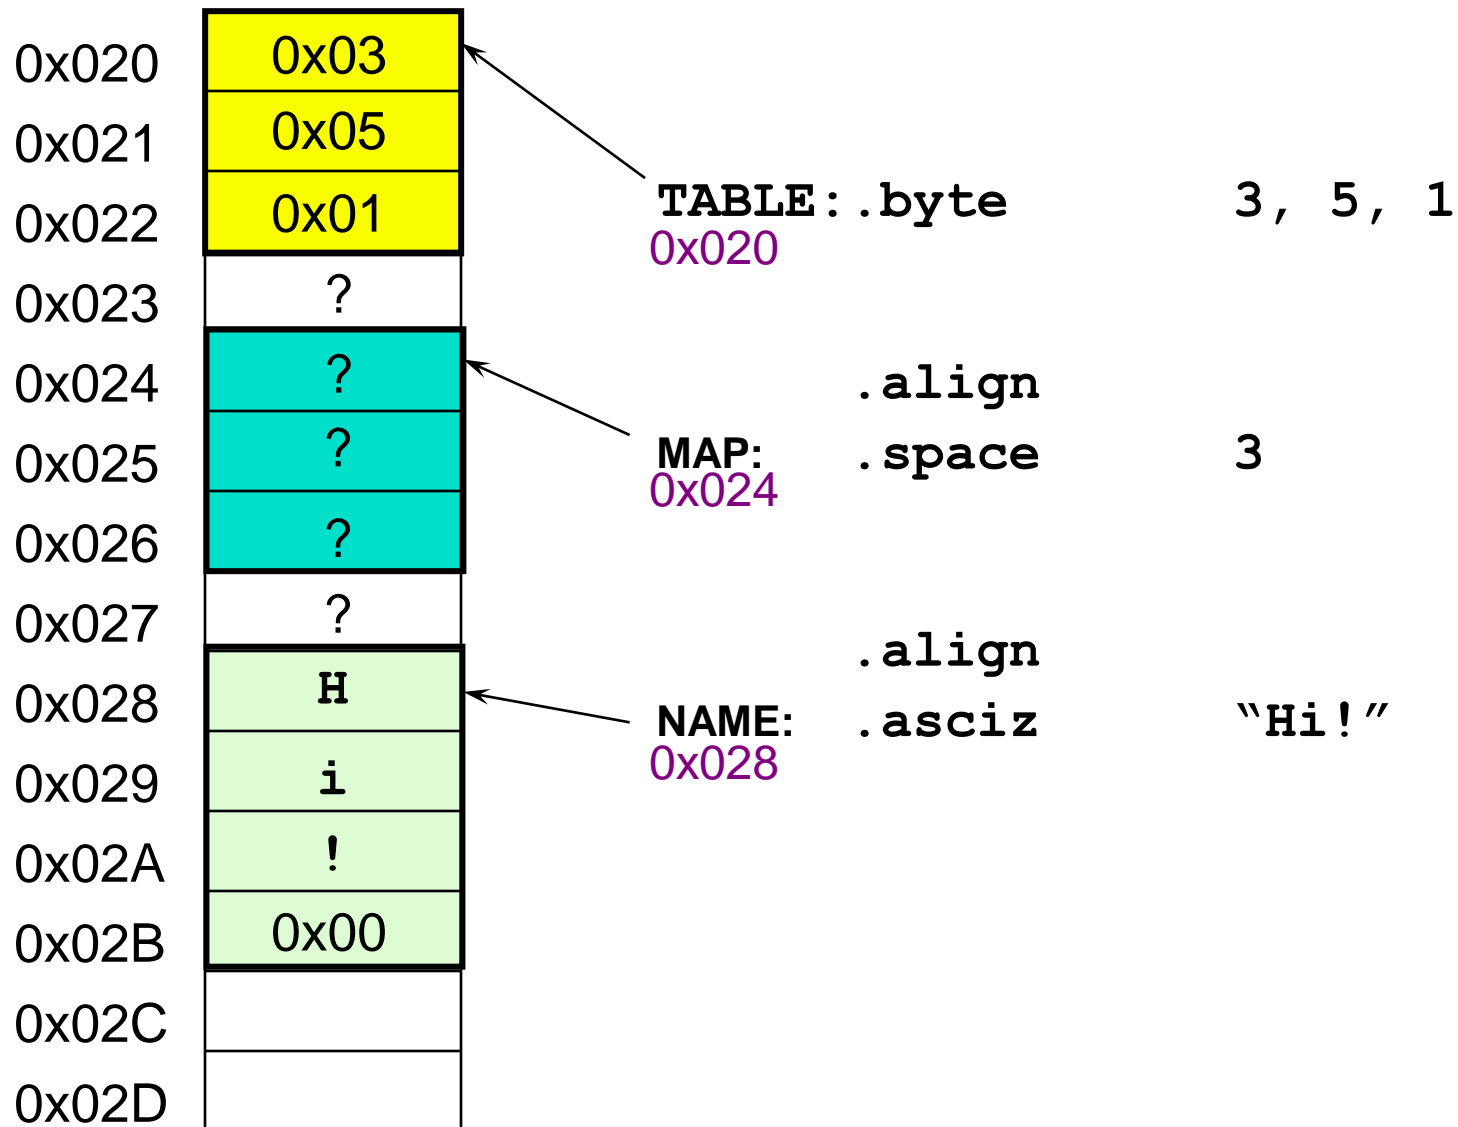 0x020 0x03
0x021 0x05
0x022 0x01
TABLE: .byte 3, 5, 1
0x020
0x023 ?
0x024 ? .align
0x025 ? MAP: .space 3
0x024
0x026 ?
0x027 ?
.align
0x028 H NAME: .asciz “Hi!”
0x028
0x029 i
0x02A !
0x02B 0x00
0x02C
0x02D